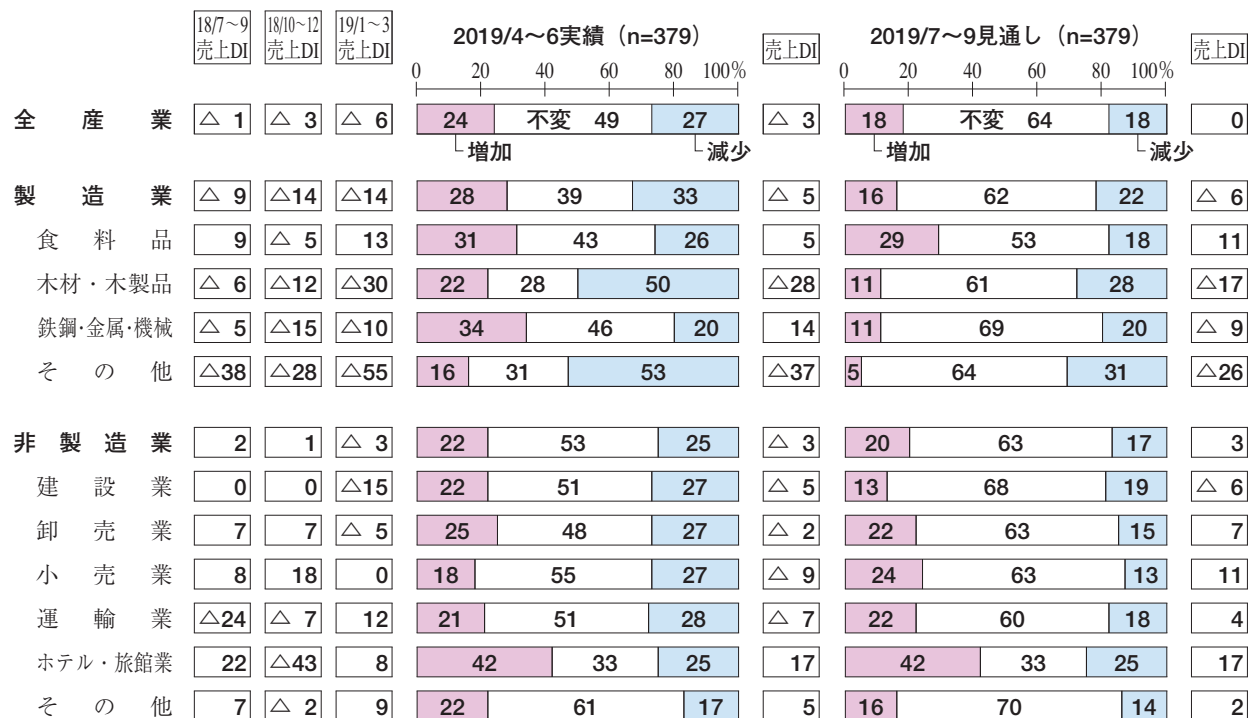 18/7～9 売上DI 18/10～12 売上DI 19/1～3 売上DI 2019/4～6実績（n=379） 売上DI 2019/7～9見通し（n=379） 売上DI
0 20 40 60 80 100% 0 20 40 60 80 100%
全産業 △ 1 △ 3 △ 6 24 不変 49 27 △ 3 18 不変 64 18 0
増加 減少 増加 減少
製造業 △ 9 △14 △14 28 39 33 △ 5 16 62 22 △ 6
食料品 9 △ 5 13 31 43 26 5 29 53 18 11
木材・木製品 △ 6 △12 △30 22 28 50 △28 11 61 28 △17
鉄鋼･金属･機械 △ 5 △15 △10 34 46 20 14 11 69 20 △ 9
その他 △38 △28 △55 16 31 53 △37 5 64 31 △26
非製造業 2 1 △ 3 22 53 25 △ 3 20 63 17 3
建設業 0 0 △15 22 51 27 △ 5 13 68 19 △ 6
卸売業 7 7 △ 5 25 48 27 △ 2 22 63 15 7
小売業 8 18 0 18 55 27 △ 9 24 63 13 11
運輸業 △24 △ 7 12 21 51 28 △ 7 22 60 18 4
ホテル・旅館業 22 △43 8 42 33 25 17 42 33 25 17
その他 7 △ 2 9 22 61 17 5 16 70 14 2